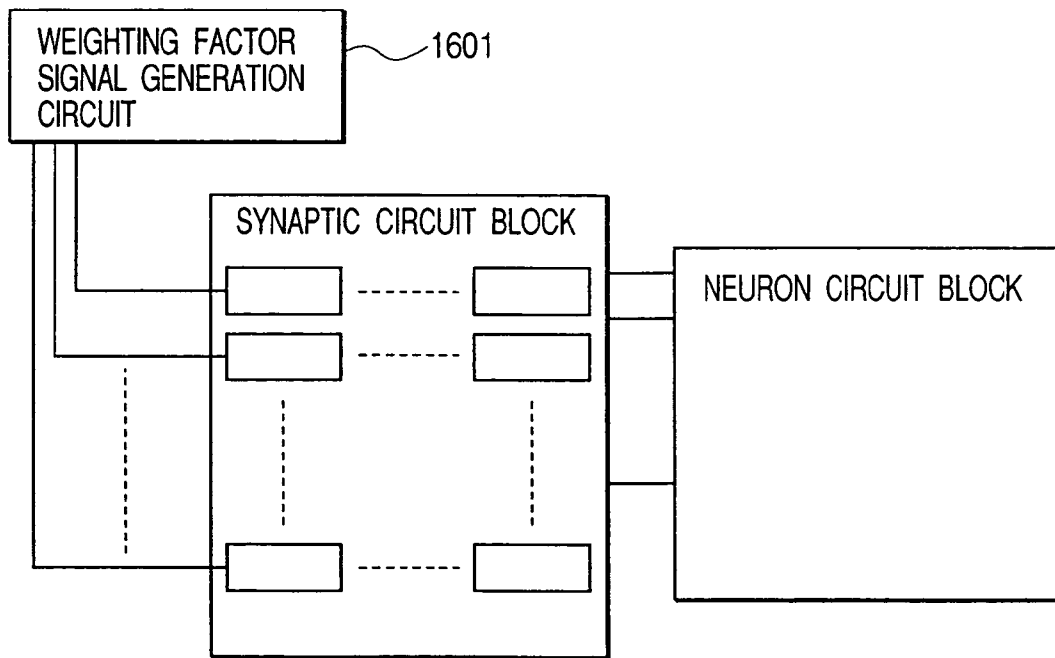 WEIGHTING FACTOR
SIGNAL GENERATION
CIRCUIT
1601
SYNAPTIC CIRCUIT BLOCK
NEURON CIRCUIT BLOCK